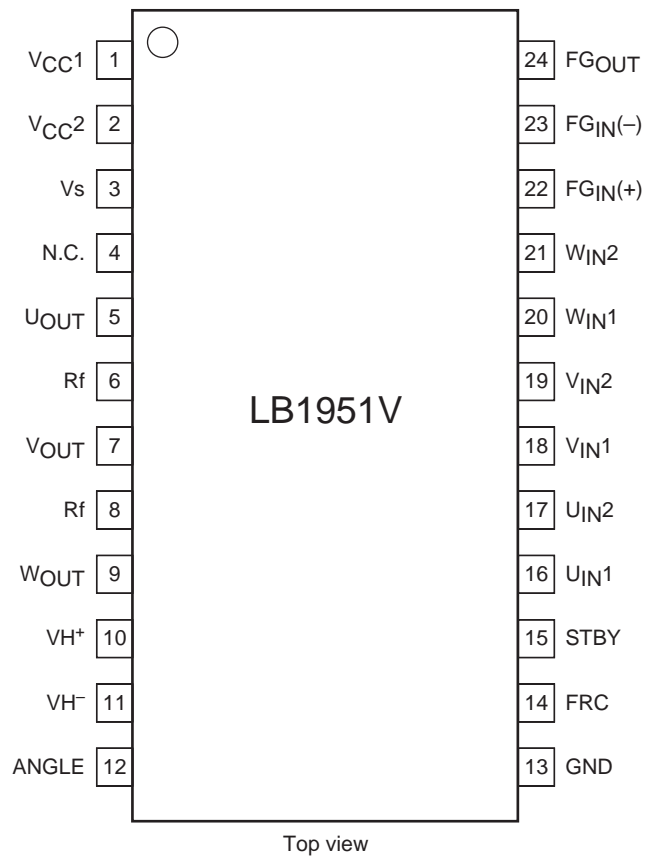 VCC1 1
VCC2 2
Vs 3
N.C. 4
UOUT 5
Rf 6
VOUT 7
Rf 8
WOUT 9
VH+ 10
VH– 11
ANGLE 12
LB1951V
24 FGOUT
23 FGIN(–)
22 FGIN(+)
21 WIN2
20 WIN1
19 VIN2
18 VIN1
17 UIN2
16 UIN1
15 STBY
14 FRC
13 GND
Top view